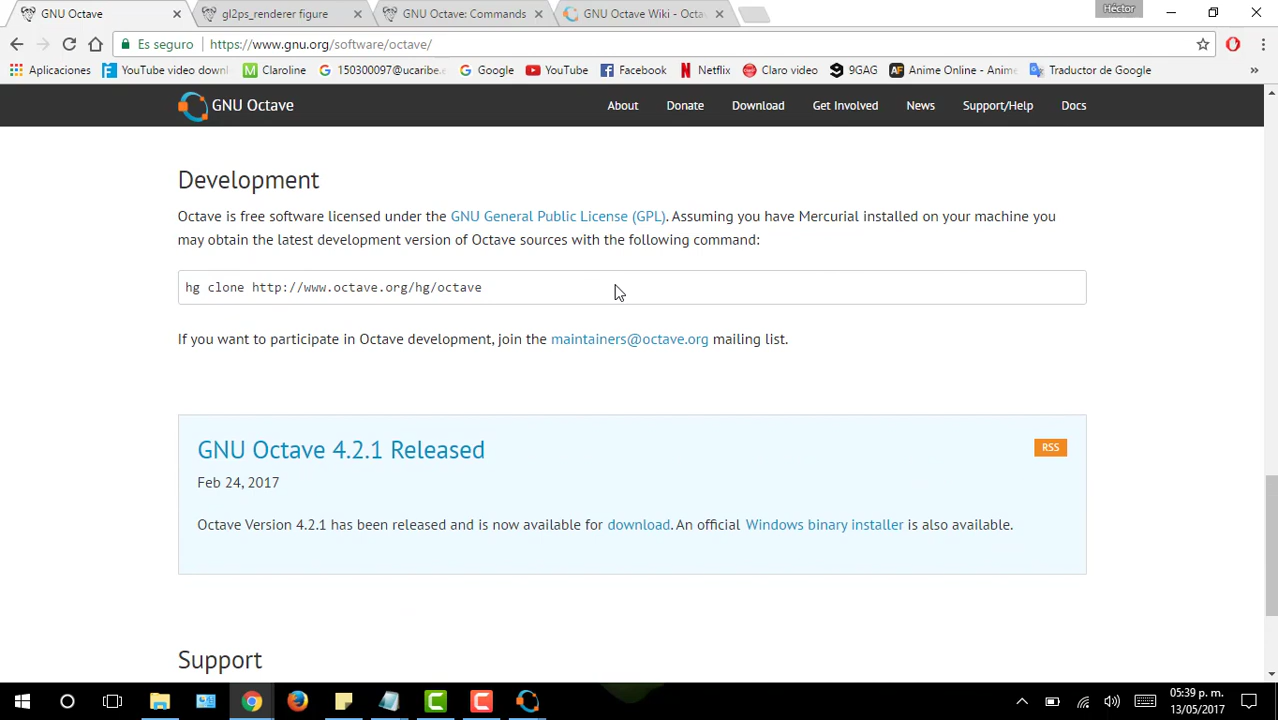 GNU Octave
gl2ps_renderer figure
GNU Octave: Commands
GNU Octave Wiki - Octa
Héctor
Es seguro
https://www.gnu.org/software/octave/
Aplicaciones
YouTube video down
Claroline
150300097@ucaribe.
Google
YouTube
Facebook
Netflix
Claro video
9GAG
Anime Online - Anim
Traductor de Google
»
GNU Octave
About
Donate
Download
Get Involved
News
Support/Help
Docs
Development
Octave is free software licensed under the GNU General Public License (GPL). Assuming you have Mercurial installed on your machine you
may obtain the latest development version of Octave sources with the following command:
hg clone http://www.octave.org/hg/octave
If you want to participate in Octave development, join the maintainers@octave.org mailing list.
GNU Octave 4.2.1 Released
RSS
Feb 24, 2017
Octave Version 4.2.1 has been released and is now available for download. An official Windows binary installer is also available.
Support
05:39 p. m.
13/05/2017